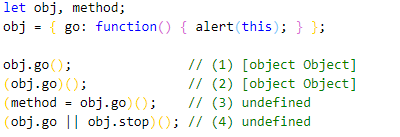 let obj, method;
obj = { go: function() { alert(this); } };
obj.go(); // (1) [object Object]
(obj.go)(); // (2) [object Object]
(method = obj.go)(); // (3) undefined
(obj.go || obj.stop)(); // (4) undefined